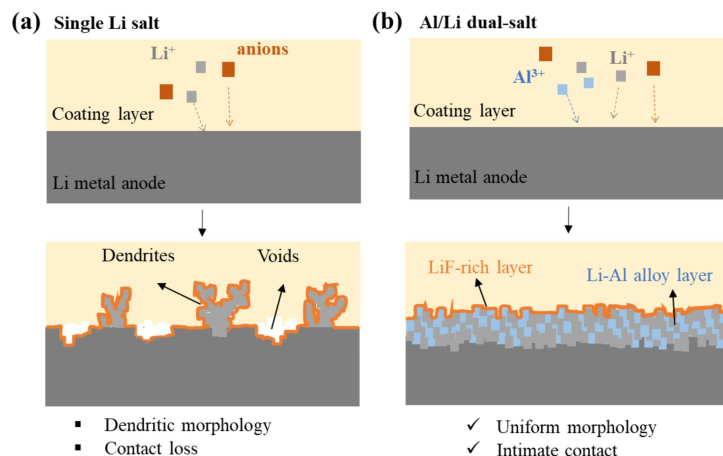 (a) Single Li salt
Li⁺
anions
Coating layer
Li metal anode
Dendrites
Voids
▪ Dendritic morphology
▪ Contact loss
(b) Al/Li dual-salt
Al³⁺
Li⁺
Coating layer
Li metal anode
LiF-rich layer
Li-Al alloy layer
✓ Uniform morphology
✓ Intimate contact